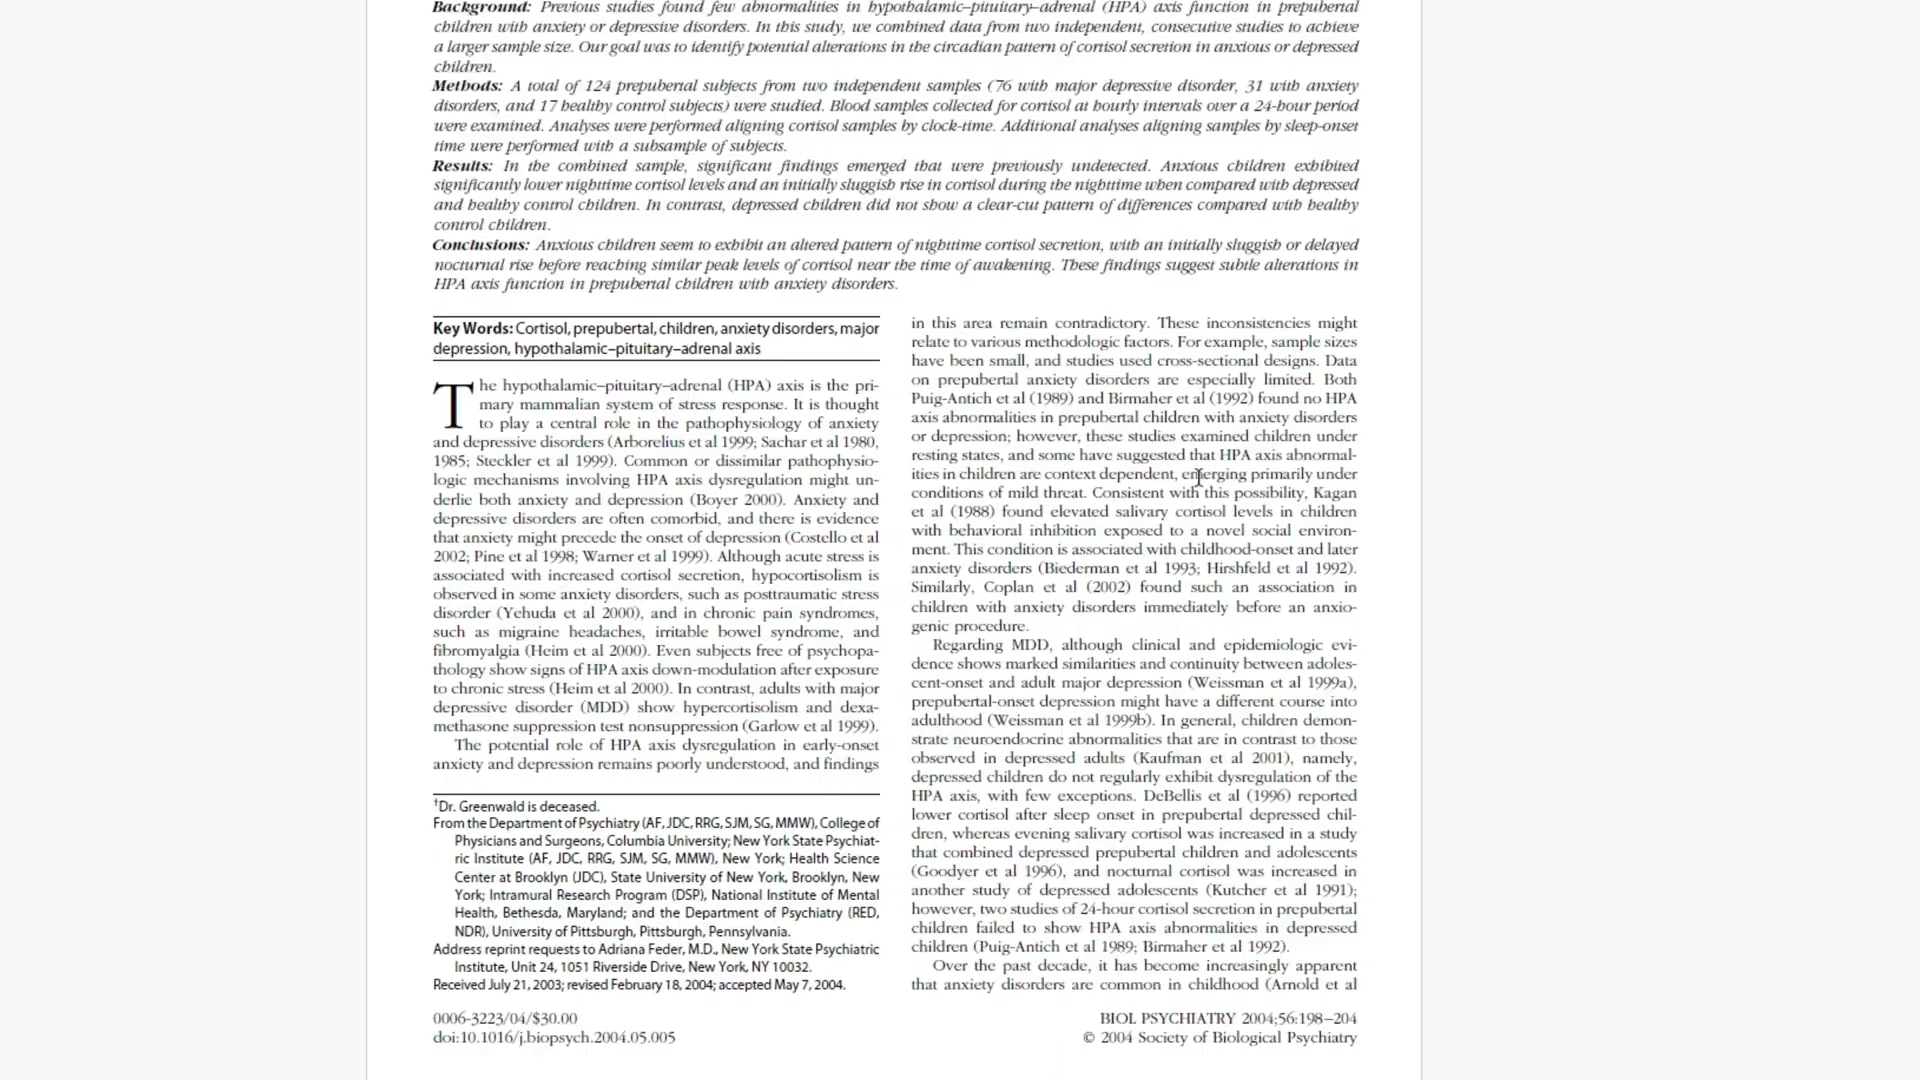 Background: Previous studies found few abnormalities in hypothalamic–pituitary–adrenal (HPA) axis function in prepubertal
children with anxiety or depressive disorders. In this study, we combined data from two independent, consecutive studies to achieve
a larger sample size. Our goal was to identify potential alterations in the circadian pattern of cortisol secretion in anxious or depressed
children.
Methods: A total of 124 prepubertal subjects from two independent samples (76 with major depressive disorder, 31 with anxiety
disorders, and 17 healthy control subjects) were studied. Blood samples collected for cortisol at hourly intervals over a 24-hour period
were examined. Analyses were performed aligning cortisol samples by clock-time. Additional analyses aligning samples by sleep-onset
time were performed with a subsample of subjects.
Results: In the combined sample, significant findings emerged that were previously undetected. Anxious children exhibited
significantly lower nighttime cortisol levels and an initially sluggish rise in cortisol during the nighttime when compared with depressed
and healthy control children. In contrast, depressed children did not show a clear-cut pattern of differences compared with healthy
control children.
Conclusions: Anxious children seem to exhibit an altered pattern of nighttime cortisol secretion, with an initially sluggish or delayed
nocturnal rise before reaching similar peak levels of cortisol near the time of awakening. These findings suggest subtle alterations in
HPA axis function in prepubertal children with anxiety disorders.
Key Words: Cortisol, prepubertal, children, anxiety disorders, major
depression, hypothalamic–pituitary–adrenal axis
The hypothalamic–pituitary–adrenal (HPA) axis is the pri-
mary mammalian system of stress response. It is thought
to play a central role in the pathophysiology of anxiety
and depressive disorders (Arborelius et al 1999; Sachar et al 1980,
1985; Steckler et al 1999). Common or dissimilar pathophysio-
logic mechanisms involving HPA axis dysregulation might un-
derlie both anxiety and depression (Boyer 2000). Anxiety and
depressive disorders are often comorbid, and there is evidence
that anxiety might precede the onset of depression (Costello et al
2002; Pine et al 1998; Warner et al 1999). Although acute stress is
associated with increased cortisol secretion, hypocortisolism is
observed in some anxiety disorders, such as posttraumatic stress
disorder (Yehuda et al 2000), and in chronic pain syndromes,
such as migraine headaches, irritable bowel syndrome, and
fibromyalgia (Heim et al 2000). Even subjects free of psychopa-
thology show signs of HPA axis down-modulation after exposure
to chronic stress (Heim et al 2000). In contrast, adults with major
depressive disorder (MDD) show hypercortisolism and dexa-
methasone suppression test nonsuppression (Garlow et al 1999).
The potential role of HPA axis dysregulation in early-onset
anxiety and depression remains poorly understood, and findings
†Dr. Greenwald is deceased.
From the Department of Psychiatry (AF, JDC, RRG, SJM, SG, MMW), College of
Physicians and Surgeons, Columbia University; New York State Psychiat-
ric Institute (AF, JDC, RRG, SJM, SG, MMW), New York; Health Science
Center at Brooklyn (JDC), State University of New York, Brooklyn, New
York; Intramural Research Program (DSP), National Institute of Mental
Health, Bethesda, Maryland; and the Department of Psychiatry (RED,
NDR), University of Pittsburgh, Pittsburgh, Pennsylvania.
Address reprint requests to Adriana Feder, M.D., New York State Psychiatric
Institute, Unit 24, 1051 Riverside Drive, New York, NY 10032.
Received July 21, 2003; revised February 18, 2004; accepted May 7, 2004.
in this area remain contradictory. These inconsistencies might
relate to various methodologic factors. For example, sample sizes
have been small, and studies used cross-sectional designs. Data
on prepubertal anxiety disorders are especially limited. Both
Puig-Antich et al (1989) and Birmaher et al (1992) found no HPA
axis abnormalities in prepubertal children with anxiety disorders
or depression; however, these studies examined children under
resting states, and some have suggested that HPA axis abnormal-
ities in children are context dependent, emerging primarily under
conditions of mild threat. Consistent with this possibility, Kagan
et al (1988) found elevated salivary cortisol levels in children
with behavioral inhibition exposed to a novel social environ-
ment. This condition is associated with childhood-onset and later
anxiety disorders (Biederman et al 1993; Hirshfeld et al 1992).
Similarly, Coplan et al (2002) found such an association in
children with anxiety disorders immediately before an anxio-
genic procedure.
Regarding MDD, although clinical and epidemiologic evi-
dence shows marked similarities and continuity between adoles-
cent-onset and adult major depression (Weissman et al 1999a),
prepubertal-onset depression might have a different course into
adulthood (Weissman et al 1999b). In general, children demon-
strate neuroendocrine abnormalities that are in contrast to those
observed in depressed adults (Kaufman et al 2001), namely,
depressed children do not regularly exhibit dysregulation of the
HPA axis, with few exceptions. DeBellis et al (1996) reported
lower cortisol after sleep onset in prepubertal depressed chil-
dren, whereas evening salivary cortisol was increased in a study
that combined depressed prepubertal children and adolescents
(Goodyer et al 1996), and nocturnal cortisol was increased in
another study of depressed adolescents (Kutcher et al 1991);
however, two studies of 24-hour cortisol secretion in prepubertal
children failed to show HPA axis abnormalities in depressed
children (Puig-Antich et al 1989; Birmaher et al 1992).
Over the past decade, it has become increasingly apparent
that anxiety disorders are common in childhood (Arnold et al
0006-3223/04/$30.00
doi:10.1016/j.biopsych.2004.05.005
BIOL PSYCHIATRY 2004;56:198–204
© 2004 Society of Biological Psychiatry